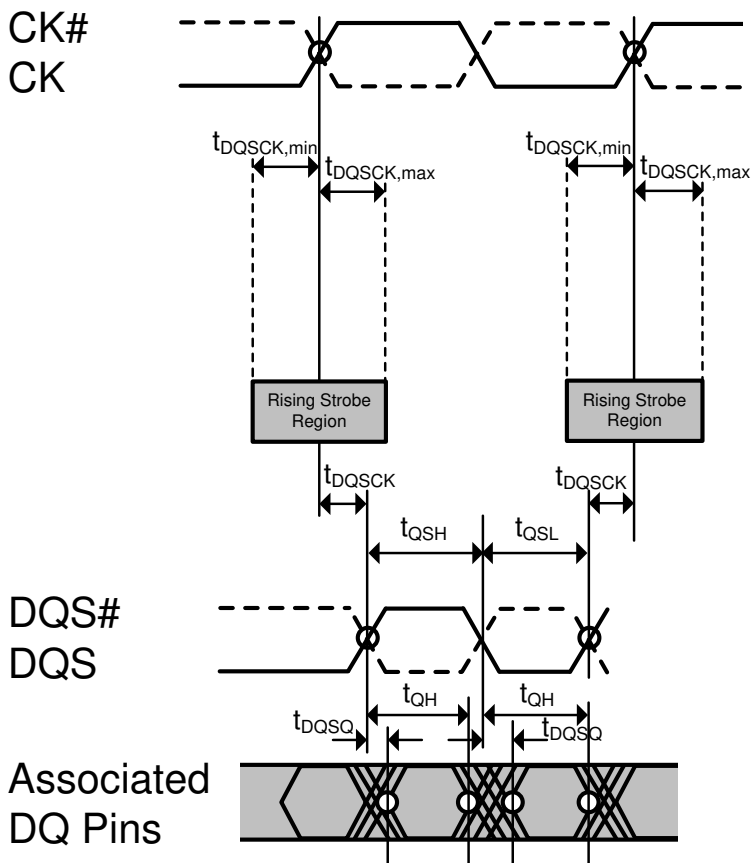 CK#
CK
tDQSCK,min
tDQSCK,max
tDQSCK,min
tDQSCK,max
Rising Strobe
Region
Rising Strobe
Region
tDQSCK
tDQSCK
tQSH
tQSL
DQS#
DQS
tQH
tQH
tDQSQ
tDQSQ
Associated
DQ Pins